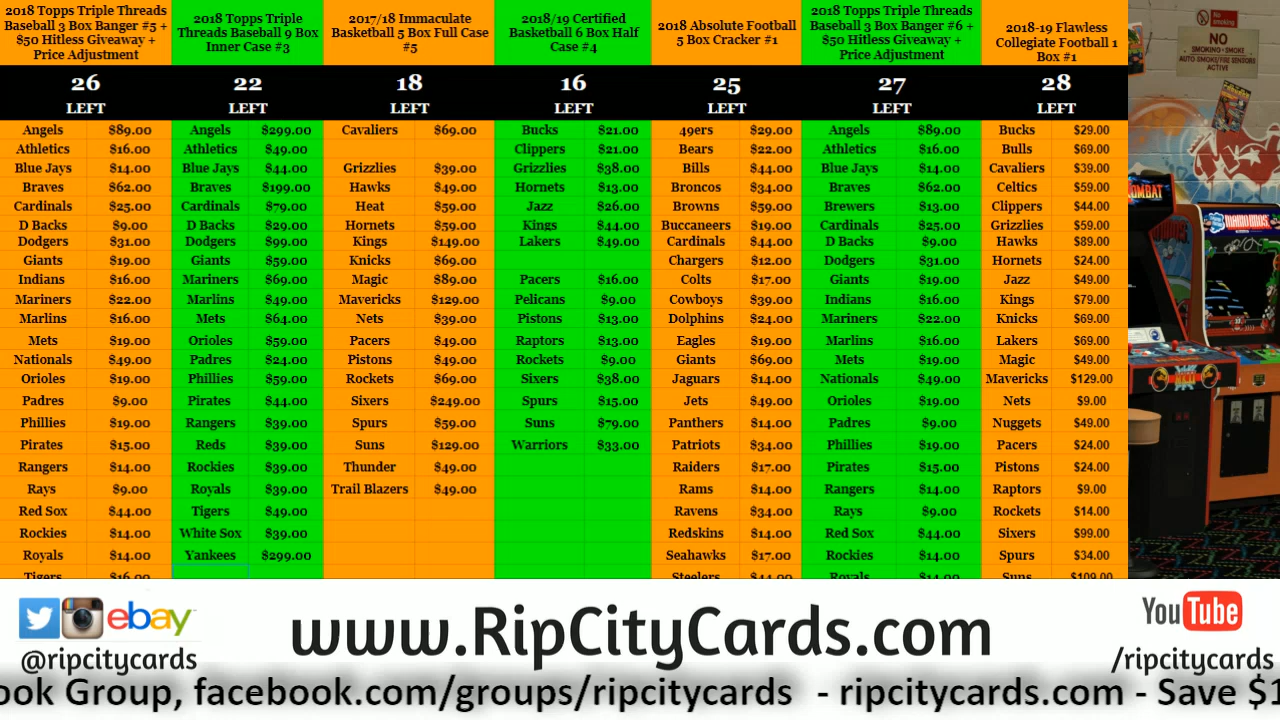 2018 Topps Triple Threads
Baseball 3 Box Banger #5 +
$50 Hitless Giveaway +
Price Adjustment
26
LEFT
Angels $89.00
Athletics $16.00
Blue Jays $14.00
Braves $62.00
Cardinals $25.00
D Backs $9.00
Dodgers $31.00
Giants $19.00
Indians $16.00
Mariners $22.00
Marlins $16.00
Mets $19.00
Nationals $49.00
Orioles $19.00
Padres $9.00
Phillies $19.00
Pirates $15.00
Rangers $14.00
Rays $9.00
Red Sox $44.00
Rockies $14.00
Royals $14.00
Tigers $16.00
2018 Topps Triple
Threads Baseball 9 Box
Inner Case #3
22
LEFT
Angels $299.00
Athletics $49.00
Blue Jays $44.00
Braves $199.00
Cardinals $79.00
D Backs $29.00
Dodgers $99.00
Giants $59.00
Mariners $69.00
Marlins $49.00
Mets $64.00
Orioles $59.00
Padres $24.00
Phillies $59.00
Pirates $44.00
Rangers $39.00
Reds $39.00
Rockies $39.00
Royals $39.00
Tigers $49.00
White Sox $39.00
Yankees $299.00
2017/18 Immaculate
Basketball 5 Box Full Case
#5
18
LEFT
Cavaliers $69.00
Grizzlies $39.00
Hawks $49.00
Heat $59.00
Hornets $59.00
Kings $149.00
Knicks $69.00
Magic $89.00
Mavericks $129.00
Nets $39.00
Pacers $49.00
Pistons $49.00
Rockets $69.00
Sixers $249.00
Spurs $59.00
Suns $129.00
Thunder $49.00
Trail Blazers $49.00
2018/19 Certified
Basketball 6 Box Half
Case #4
16
LEFT
Bucks $21.00
Clippers $21.00
Grizzlies $38.00
Hornets $13.00
Jazz $26.00
Kings $44.00
Lakers $49.00
Pacers $16.00
Pelicans $9.00
Pistons $13.00
Raptors $13.00
Rockets $9.00
Sixers $38.00
Spurs $15.00
Suns $79.00
Warriors $33.00
2018 Absolute Football
5 Box Cracker #1
25
LEFT
49ers $29.00
Bears $22.00
Bills $44.00
Broncos $34.00
Browns $59.00
Buccaneers $19.00
Cardinals $44.00
Chargers $12.00
Colts $17.00
Cowboys $39.00
Dolphins $24.00
Eagles $19.00
Giants $69.00
Jaguars $14.00
Jets $49.00
Panthers $14.00
Patriots $34.00
Raiders $17.00
Rams $14.00
Ravens $34.00
Redskins $14.00
Seahawks $17.00
Steelers $44.00
2018 Topps Triple Threads
Baseball 3 Box Banger #6 +
$50 Hitless Giveaway +
Price Adjustment
27
LEFT
Angels $89.00
Athletics $16.00
Blue Jays $14.00
Braves $62.00
Brewers $13.00
Cardinals $25.00
D Backs $9.00
Dodgers $31.00
Giants $19.00
Indians $16.00
Mariners $22.00
Marlins $16.00
Mets $19.00
Nationals $49.00
Orioles $19.00
Padres $9.00
Phillies $19.00
Pirates $15.00
Rangers $14.00
Rays $9.00
Red Sox $44.00
Rockies $14.00
Royals $14.00
2018-19 Flawless
Collegiate Football 1
Box #1
28
LEFT
Bucks $29.00
Bulls $69.00
Cavaliers $39.00
Celtics $59.00
Clippers $44.00
Grizzlies $59.00
Hawks $89.00
Hornets $24.00
Jazz $49.00
Kings $79.00
Knicks $69.00
Lakers $69.00
Magic $49.00
Mavericks $129.00
Nets $9.00
Nuggets $49.00
Pacers $24.00
Pistons $24.00
Raptors $9.00
Rockets $14.00
Sixers $99.00
Spurs $34.00
Suns $109.00
No smoking
NO
SMOKING
ACTIVE
KOMBAT
MARIO BROS.
ebay
@ripcitycards
www.RipCityCards.com
YouTube
/ripcitycards
ook Group, facebook.com/groups/ripcitycards - ripcitycards.com - Save $1